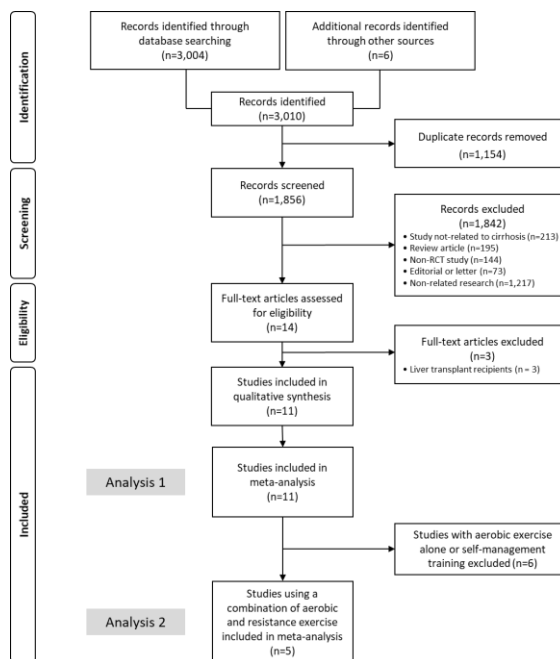 Identification
Records identified through
database searching
(n=3,004)
Additional records identified
through other sources
(n=6)
Records identified
(n=3,010)
Duplicate records removed
(n=1,154)
Screening
Records screened
(n=1,856)
Records excluded
(n=1,842)
• Study not-related to cirrhosis (n=213)
• Review article (n=195)
• Non-RCT study (n=144)
• Editorial or letter (n=73)
• Non-related research (n=1,217)
Eligibility
Full-text articles assessed
for eligibility
(n=14)
Full-text articles excluded
(n=3)
• Liver transplant recipients (n = 3)
Included
Studies included in
qualitative synthesis
(n=11)
Analysis 1
Studies included in
meta-analysis
(n=11)
Studies with aerobic exercise
alone or self-management
training excluded (n=6)
Analysis 2
Studies using a
combination of aerobic
and resistance exercise
included in meta-analysis
(n=5)